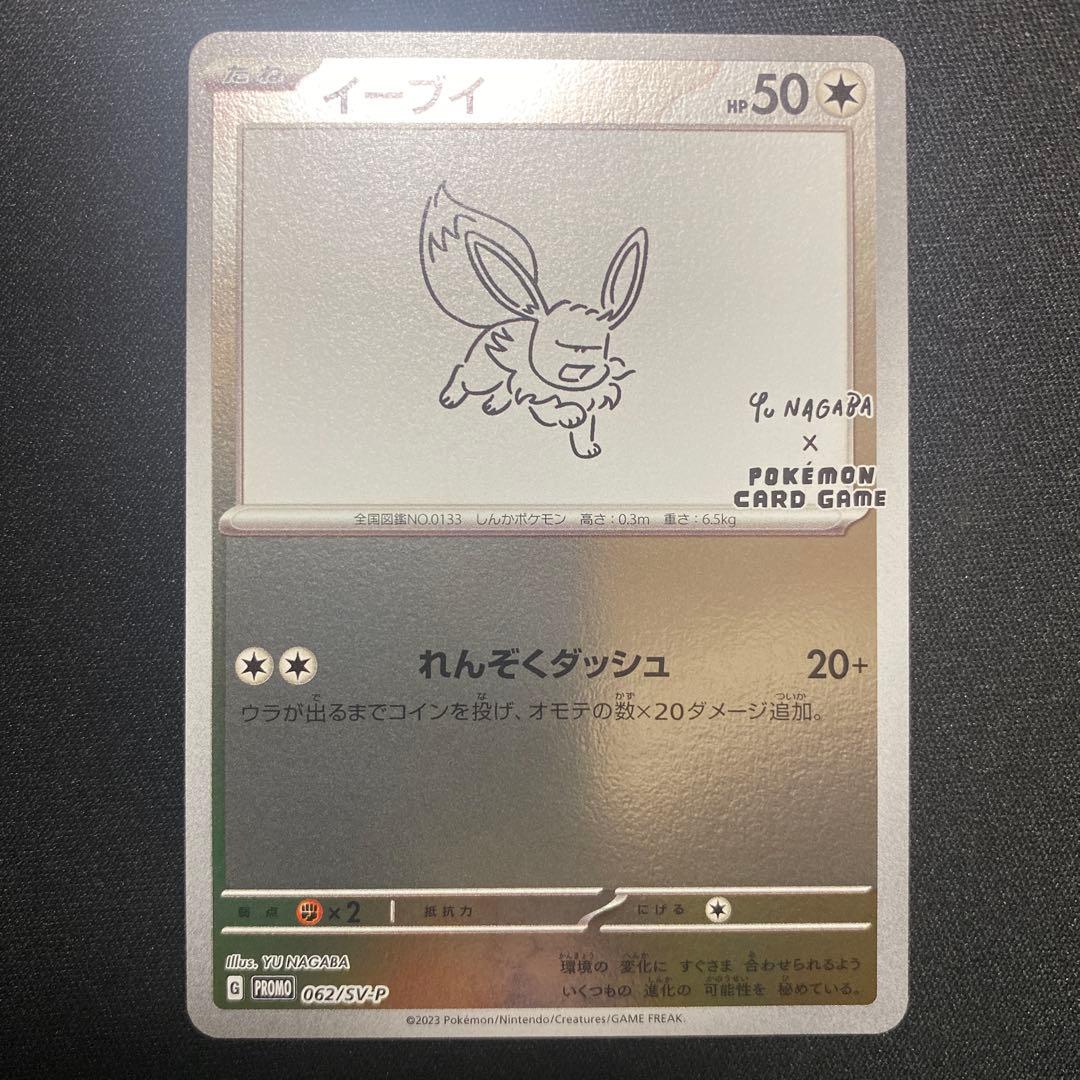 たね イーブイ HP50
Yu NAGABA
×
POKÉMON
CARD GAME
全国図鑑NO.0133 しんかポケモン 高さ：0.3m 重さ：6.5kg
れんぞくダッシュ 20+
ウラが出るまでコインを投げ、オモテの数×20ダメージ追加。
弱点 ×2 抵抗力 にげる
Illus. YU NAGABA
G PROMO 062/SV-P
環境の 変化に すぐさま 合わせられるよう
いくつもの 進化の 可能性を 秘めている。
©2023 Pokémon/Nintendo/Creatures/GAME FREAK.